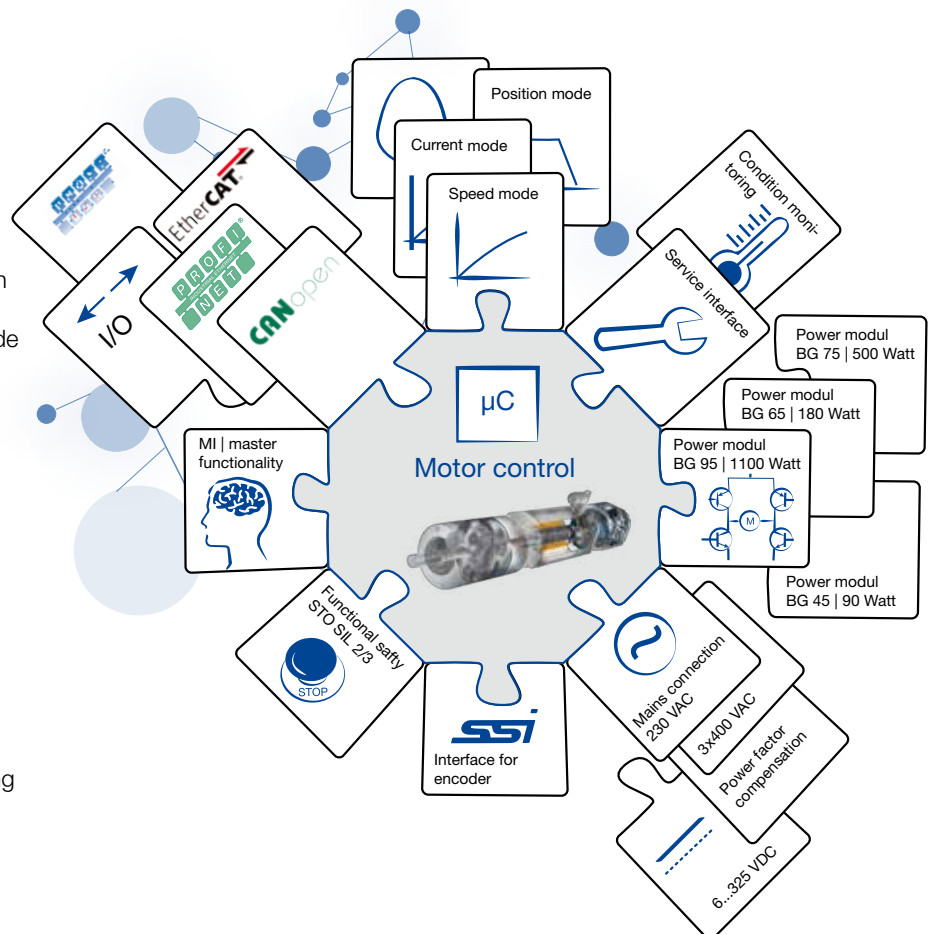 Position mode
Current mode
Speed mode
Condition moni-
toring
Service interface
EtherCAT®
I/O
PROFI®
NET
CANopen
n
de
Power modul
BG 75 | 500 Watt
Power modul
BG 65 | 180 Watt
Power modul
BG 95 | 1100 Watt
M
Power modul
BG 45 | 90 Watt
µC
Motor control
MI | master
functionality
Functional safty
STO SIL 2/3
STOP
SSI
Interface for
encoder
Mains connection
230 VAC
3x400 VAC
Power factor
compensation
6...325 VDC
g